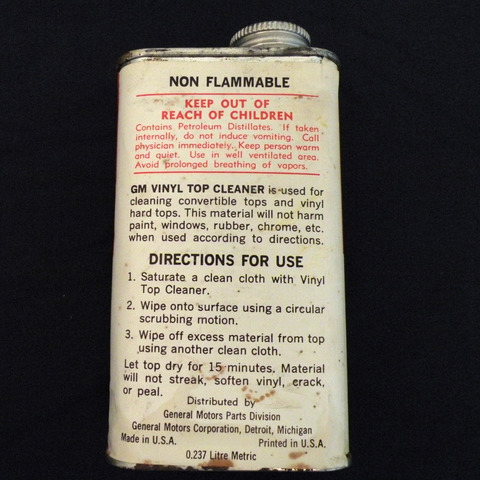 NON FLAMMABLE
KEEP OUT OF
REACH OF CHILDREN
Contains Petroleum Distillates. If taken
internally, do not induce vomiting. Call
physician immediately. Keep person warm
and quiet. Use in well ventilated area.
Avoid prolonged breathing of vapors.
GM VINYL TOP CLEANER is used for
cleaning convertible tops and vinyl
hard tops. This material will not harm
paint, windows, rubber, chrome, etc.
when used according to directions.
DIRECTIONS FOR USE
1. Saturate a clean cloth with Vinyl
Top Cleaner.
2. Wipe onto surface using a circular
scrubbing motion.
3. Wipe off excess material from top
using another clean cloth.
Let top dry for 15 minutes. Material
will not streak, soften vinyl, crack,
or peel.
Distributed by
General Motors Parts Division
General Motors Corporation, Detroit, Michigan
Made in U.S.A. Printed in U.S.A.
0.237 Litre Metric